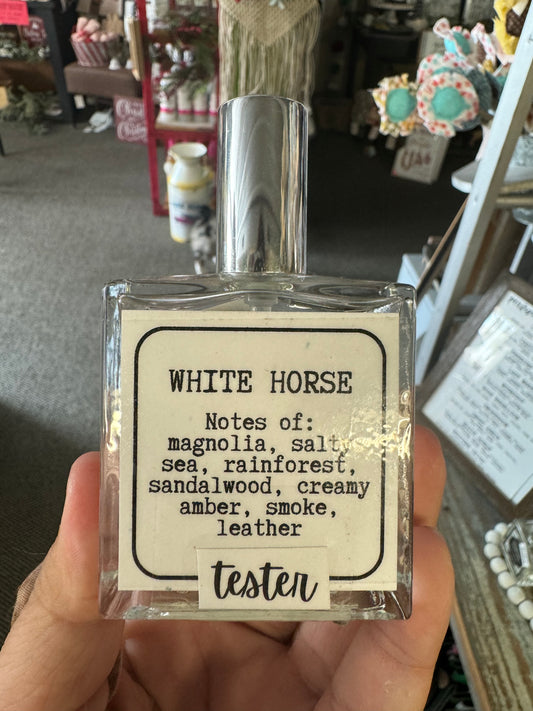 WHITE HORSE
Notes of:
magnolia, salty
sea, rainforest,
sandalwood, creamy
amber, smoke,
leather
tester